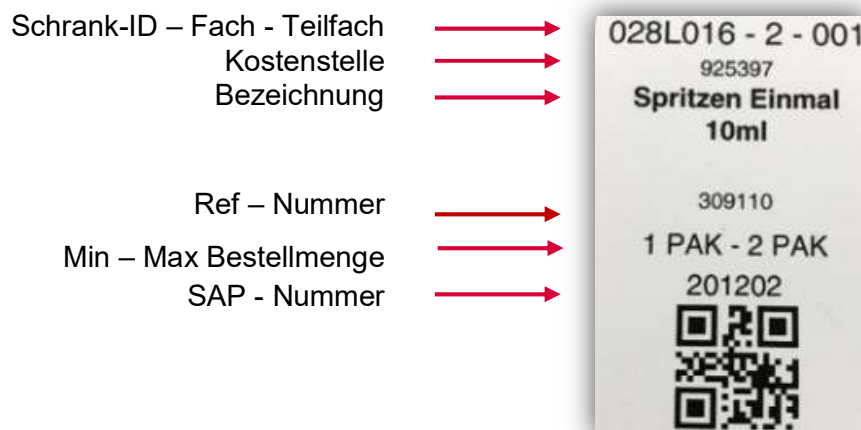 Schrank-ID – Fach - Teilfach
Kostenstelle
Bezeichnung
Ref – Nummer
Min – Max Bestellmenge
SAP - Nummer
028L016 - 2 - 001
925397
Spritzen Einmal
10ml
309110
1 PAK - 2 PAK
201202